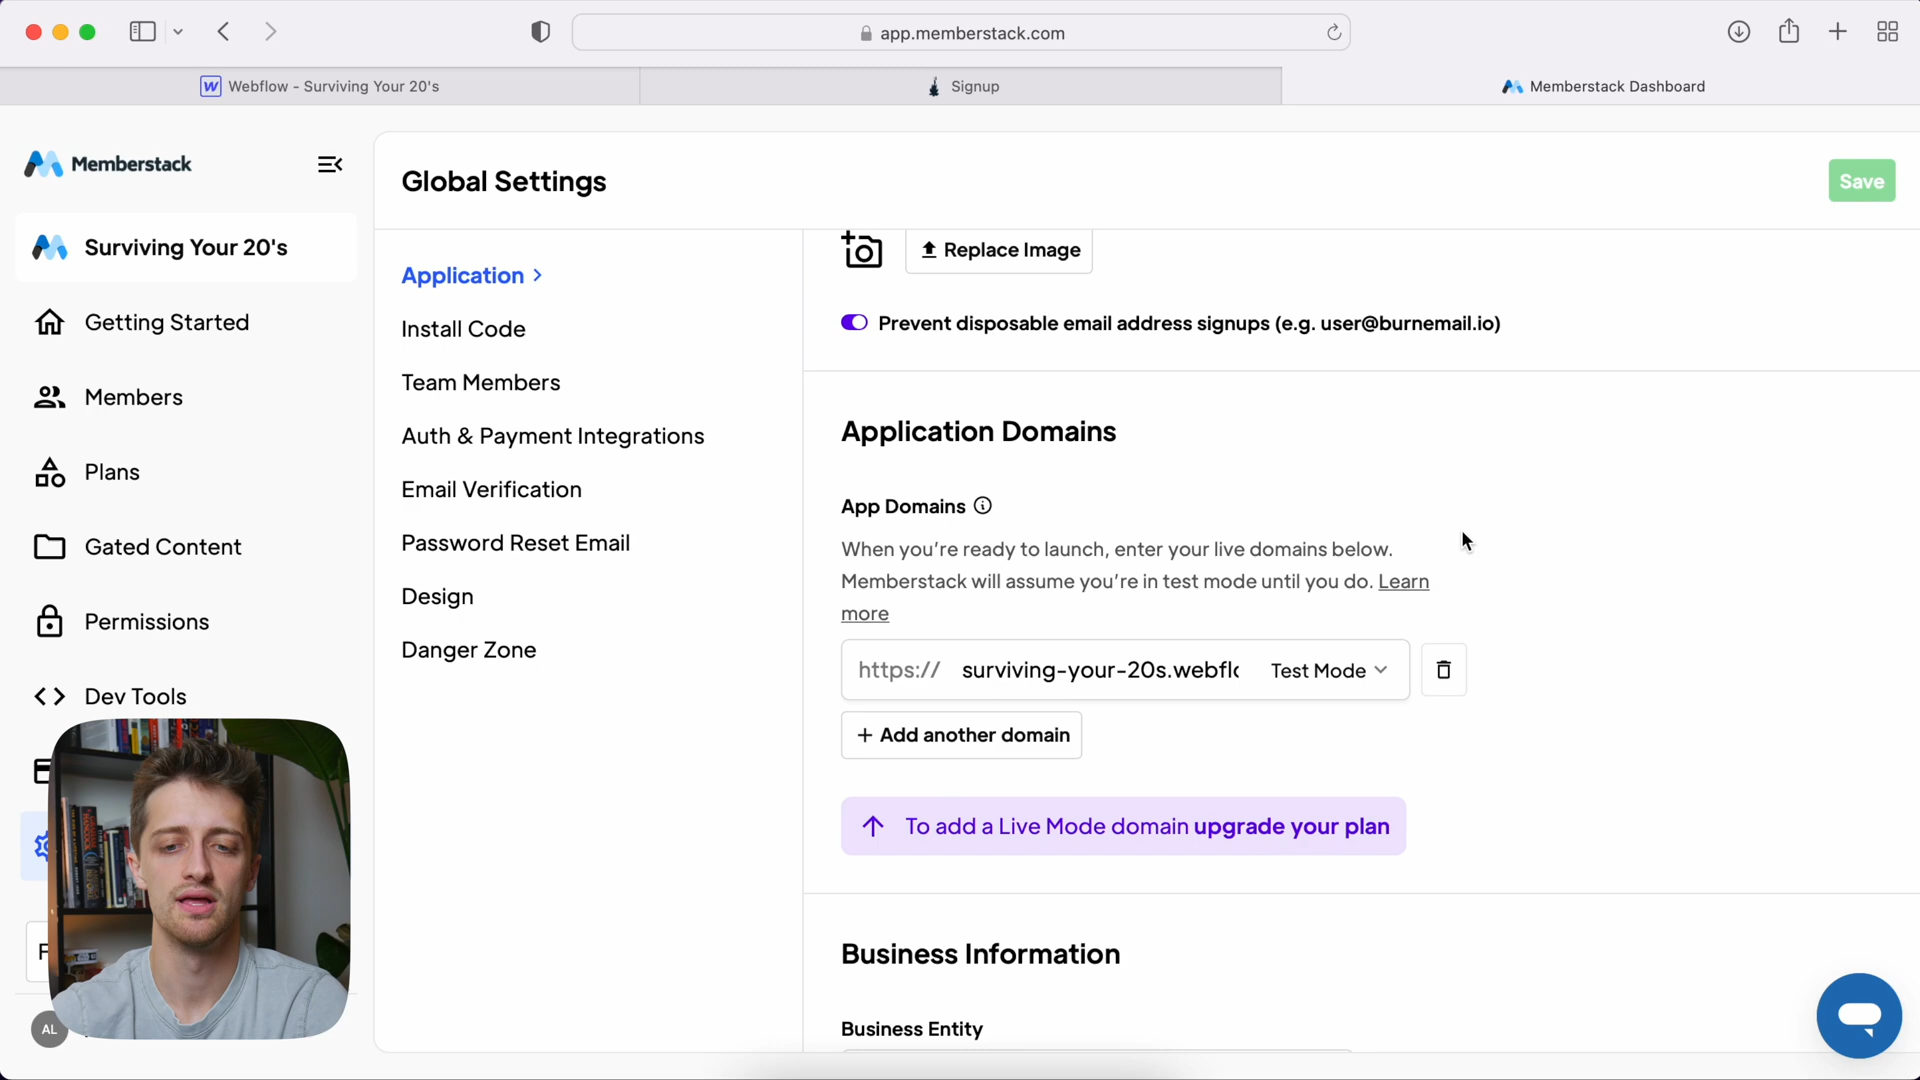 app.memberstack.com
W Webflow - Surviving Your 20's
Signup
Memberstack Dashboard
Memberstack
Global Settings
Save
Surviving Your 20's
Getting Started
Members
Plans
Gated Content
Permissions
Dev Tools
F
AL
Application
Install Code
Team Members
Auth & Payment Integrations
Email Verification
Password Reset Email
Design
Danger Zone
Replace Image
Prevent disposable email address signups (e.g. user@burnemail.io)
Application Domains
App Domains
When you're ready to launch, enter your live domains below.
Memberstack will assume you're in test mode until you do. Learn
more
https:// surviving-your-20s.webflo Test Mode
+ Add another domain
To add a Live Mode domain upgrade your plan
Business Information
Business Entity